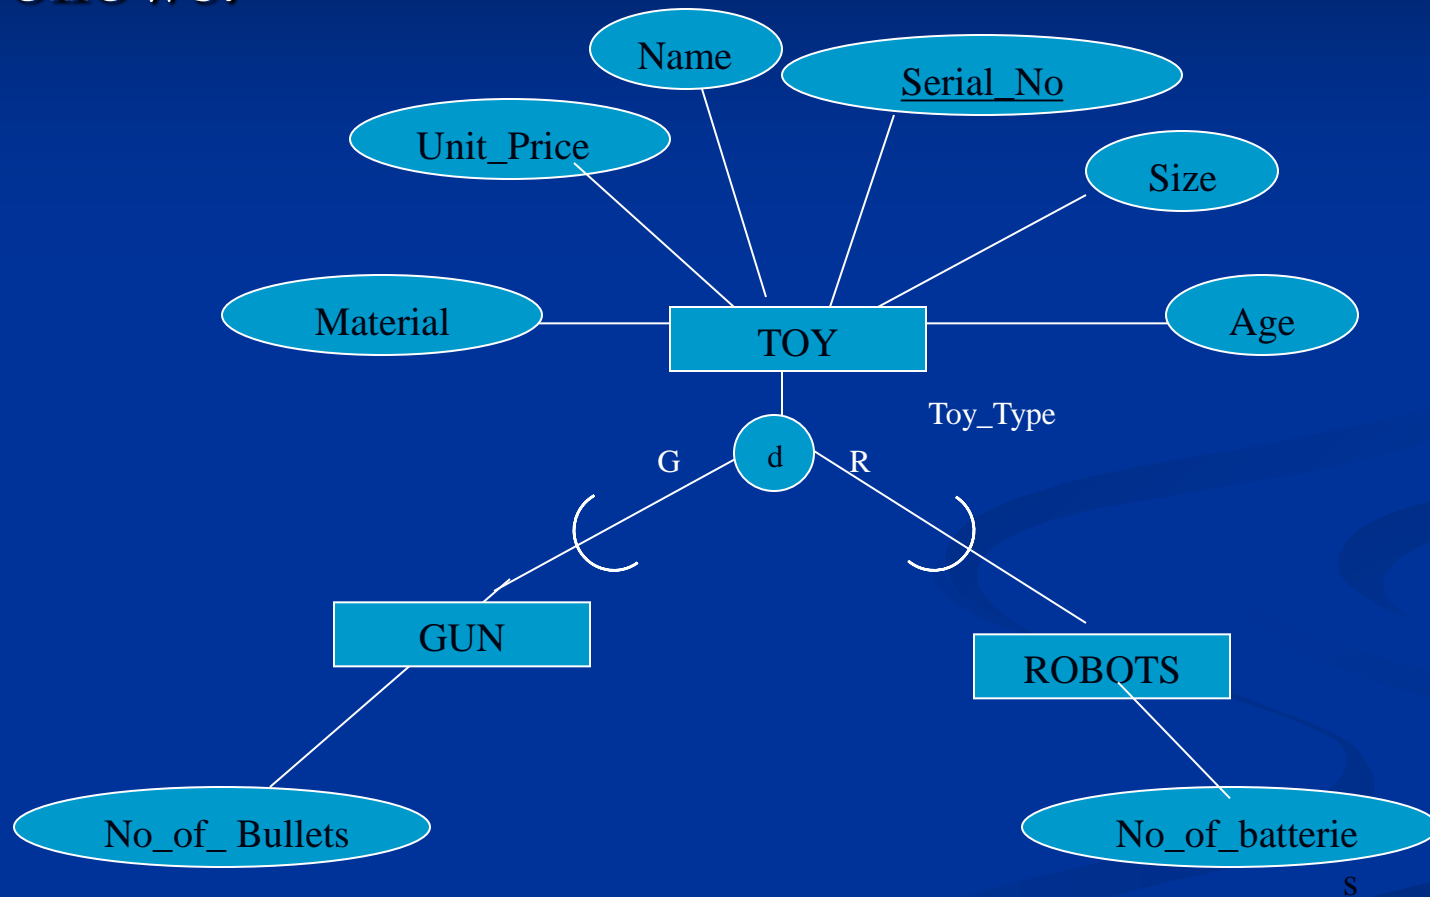 Name
Serial_No
Unit_Price
Size
Material
TOY
Age
Toy_Type
G
d
R
GUN
ROBOTS
No_of_ Bullets
No_of_batterie
s